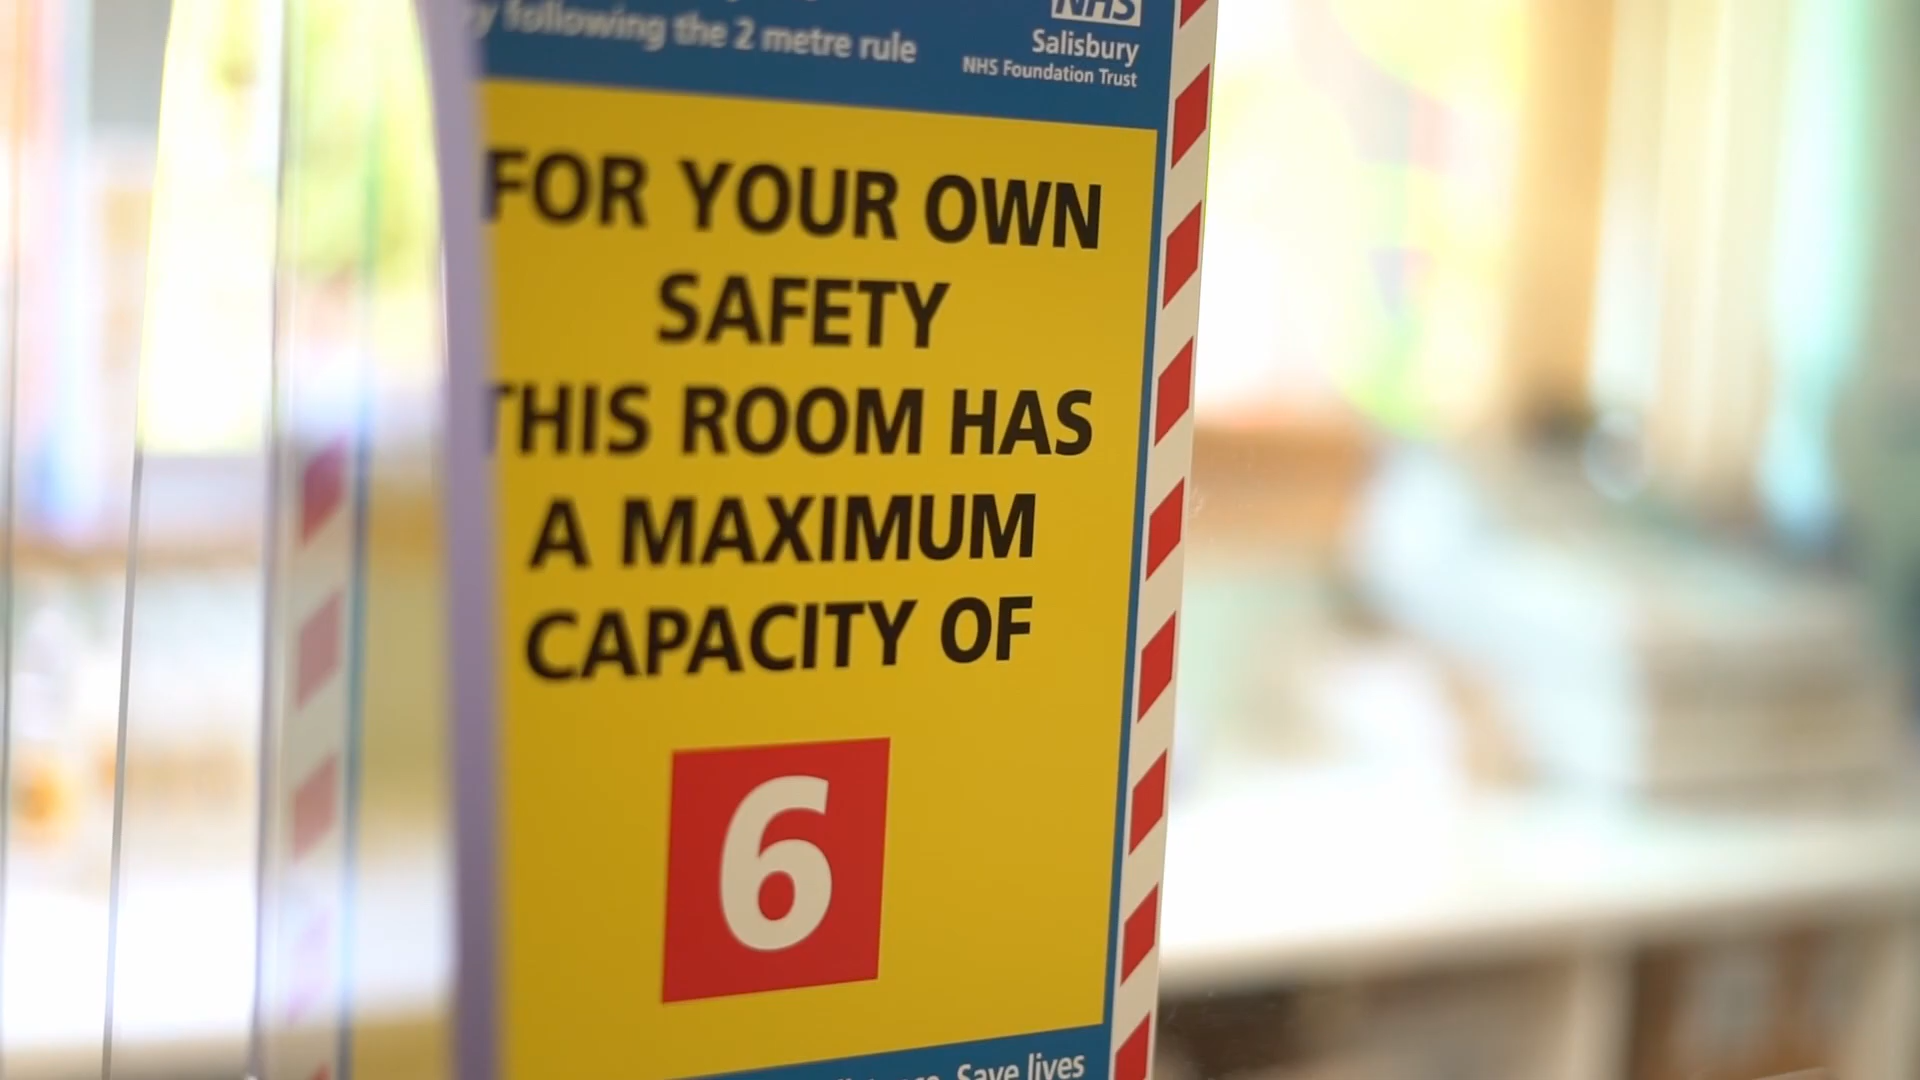 following the 2 metre rule
NHS
Salisbury
NHS Foundation Trust
FOR YOUR OWN
SAFETY
THIS ROOM HAS
A MAXIMUM
CAPACITY OF
6
Save lives